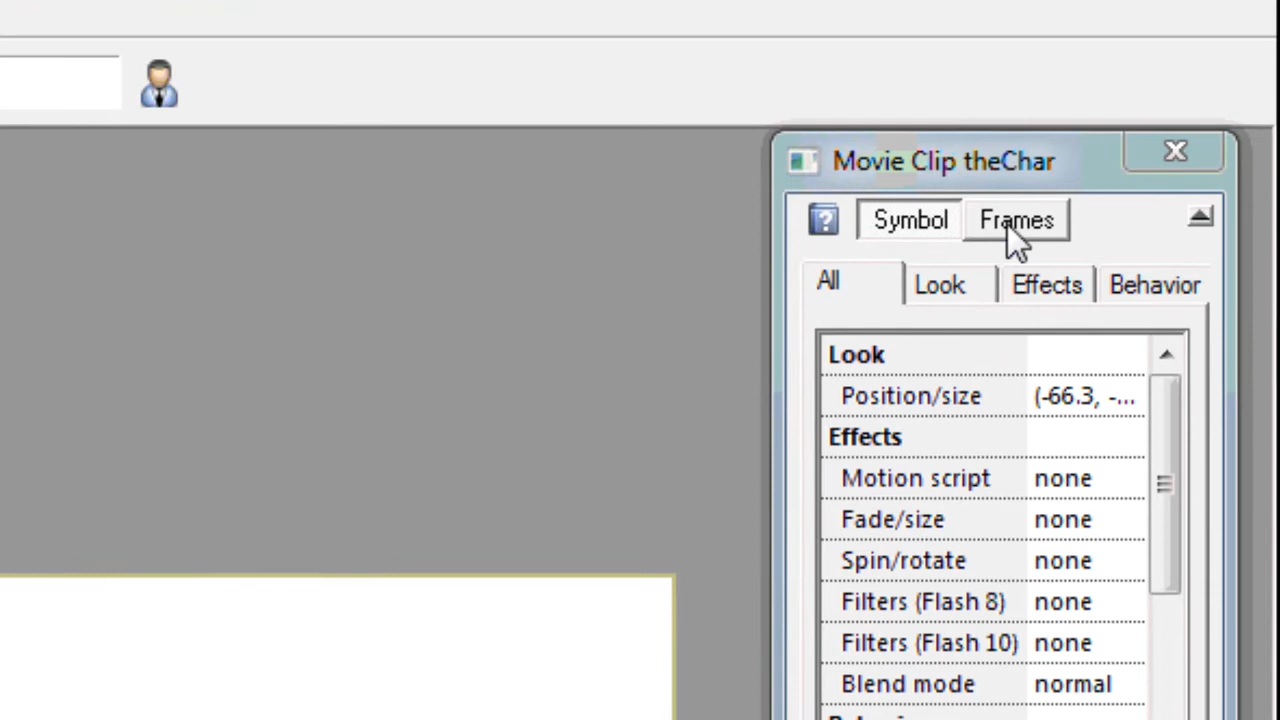 Movie Clip theChar
Symbol Frames
All Look Effects Behavior
Look
Position/size (-66.3, -...
Effects
Motion script none
Fade/size none
Spin/rotate none
Filters (Flash 8) none
Filters (Flash 10) none
Blend mode normal